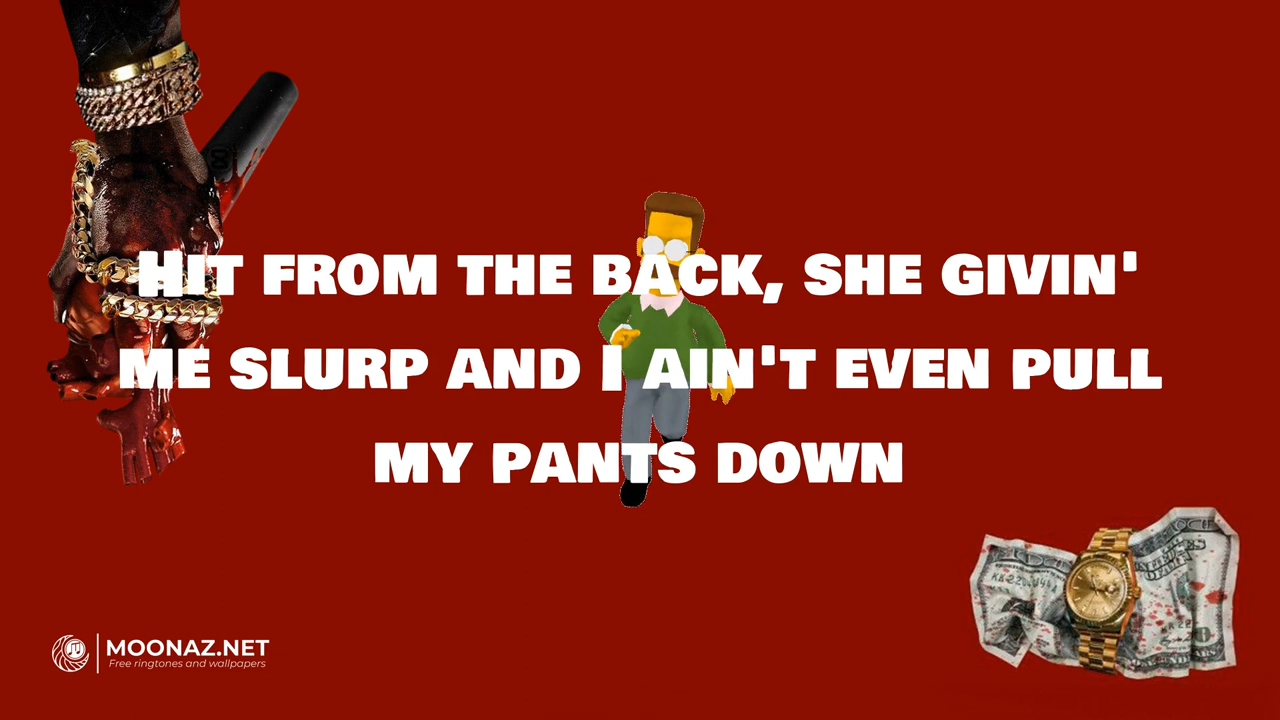 Hit from the back, she givin'
me slurp and I ain't even pull
my pants down
MOONAZ.NET
Free ringtones and wallpapers